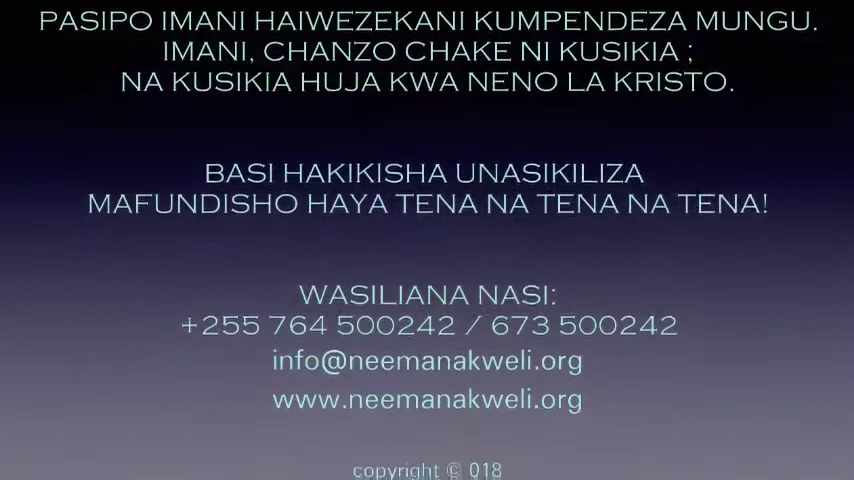 PASIPO IMANI HAIWEZEKANI KUMPENDEZA MUNGU.
IMANI, CHANZO CHAKE NI KUSIKIA ;
NA KUSIKIA HUJA KWA NENO LA KRISTO.
BASI HAKIKISHA UNASIKILIZA
MAFUNDISHO HAYA TENA NA TENA NA TENA!
WASILIANA NASI:
+255 764 500242 / 673 500242
info@neemanakweli.org
www.neemanakweli.org
copyright © 018